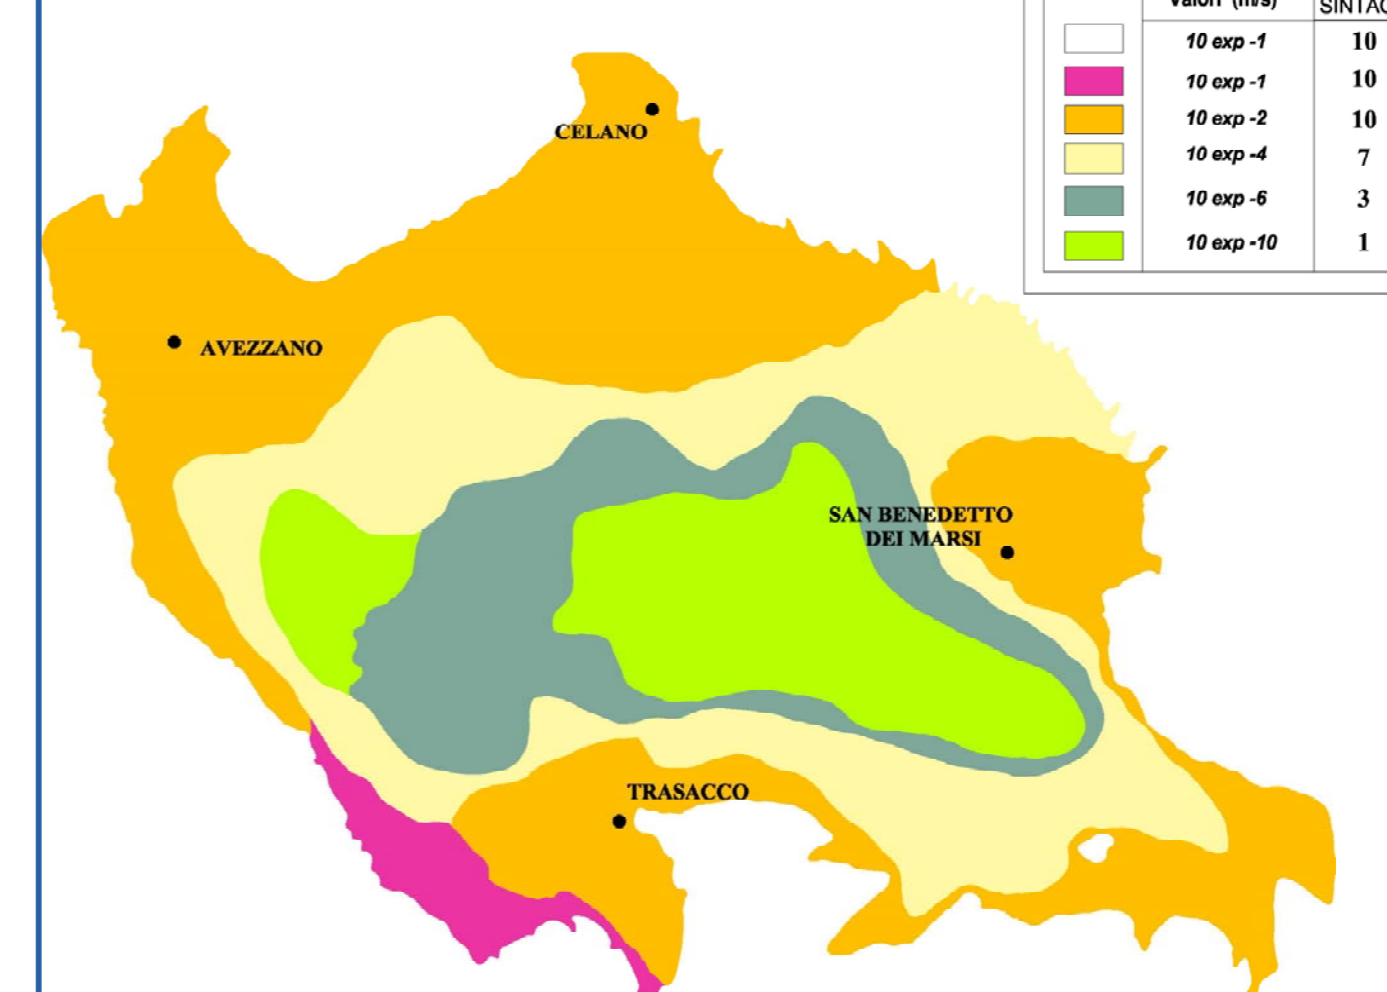 Valori (m/s)
10 exp -1 10
10 exp -1 10
10 exp -2 10
10 exp -4 7
10 exp -6 3
10 exp -10 1
CELANO
AVEZZANO
SAN BENEDETTO
DEI MARSI
TRASACCO